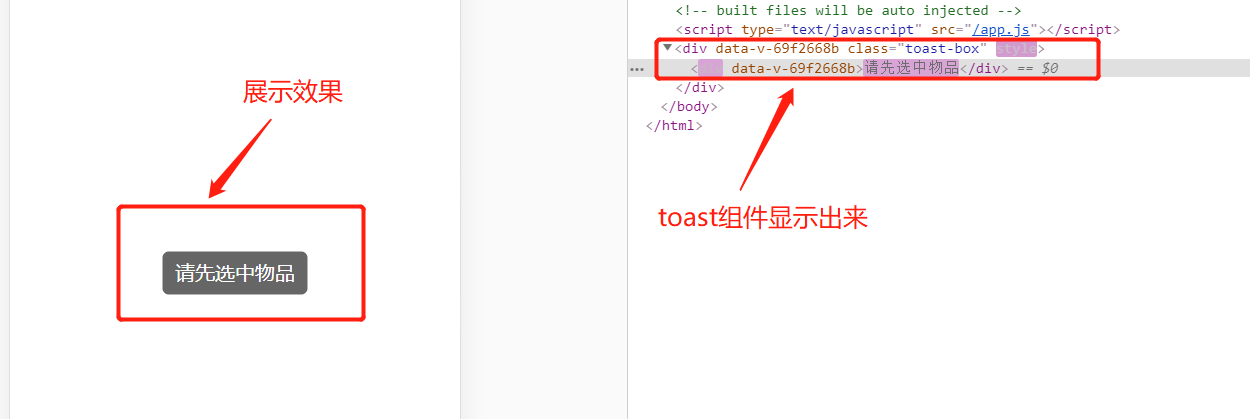 展示效果
请先选中物品
<!-- built files will be auto injected -->
<script type="text/javascript" src="/app.js"></script>
▼<div data-v-69f2668b class="toast-box" style>
••• <div data-v-69f2668b>请先选中物品</div> == $0
</div>
</body>
</html>
toast组件显示出来